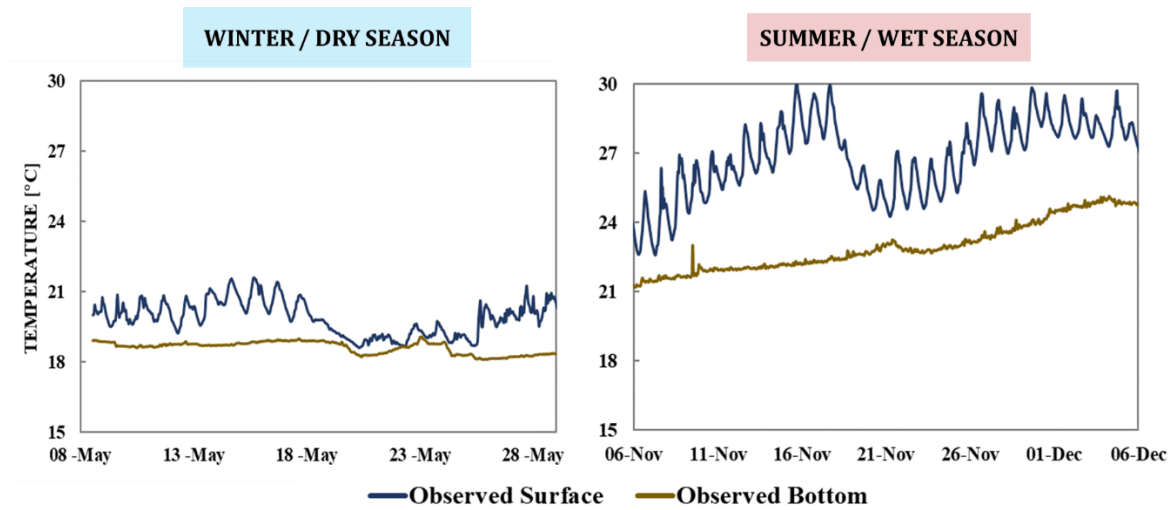 WINTER / DRY SEASON
SUMMER / WET SEASON
TEMPERATURE [°C]
30
27
24
21
18
15
08 -May
13 -May
18 -May
23 -May
28 -May
30
27
24
21
18
15
06-Nov
11-Nov
16-Nov
21-Nov
26-Nov
01-Dec
06-Dec
Observed Surface
Observed Bottom